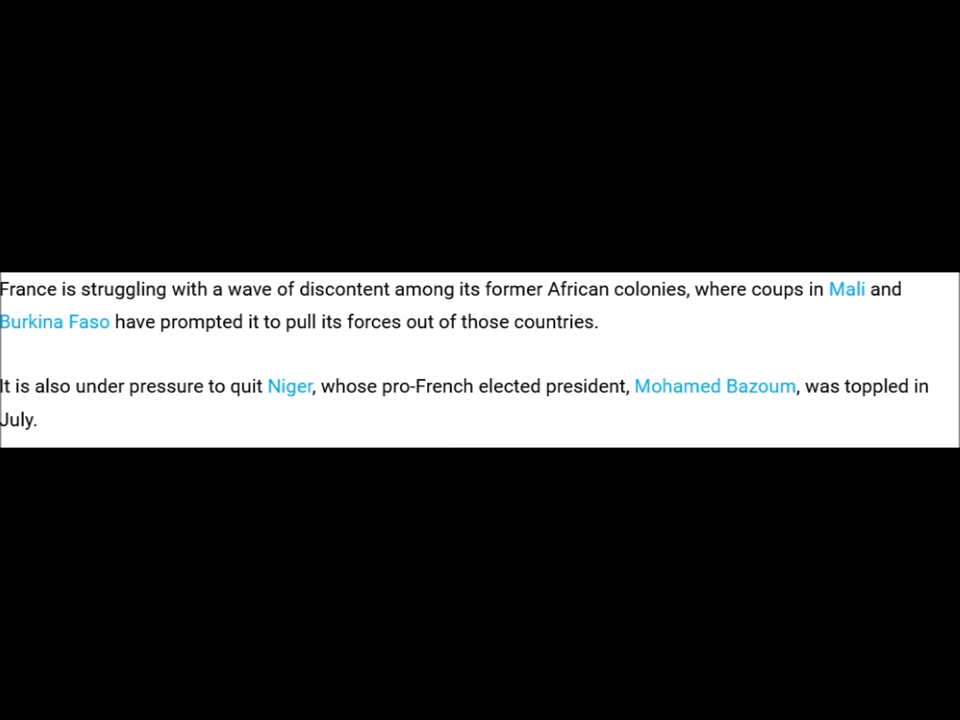 France is struggling with a wave of discontent among its former African colonies, where coups in Mali and
Burkina Faso have prompted it to pull its forces out of those countries.
It is also under pressure to quit Niger, whose pro-French elected president, Mohamed Bazoum, was toppled in
July.